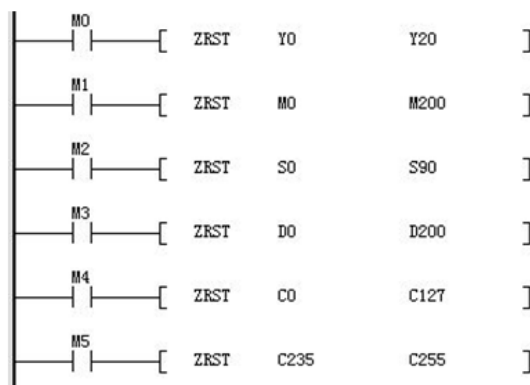 M0
[ ZRST Y0 Y20 ]
M1
[ ZRST M0 M200 ]
M2
[ ZRST S0 S90 ]
M3
[ ZRST D0 D200 ]
M4
[ ZRST C0 C127 ]
M5
[ ZRST C235 C255 ]